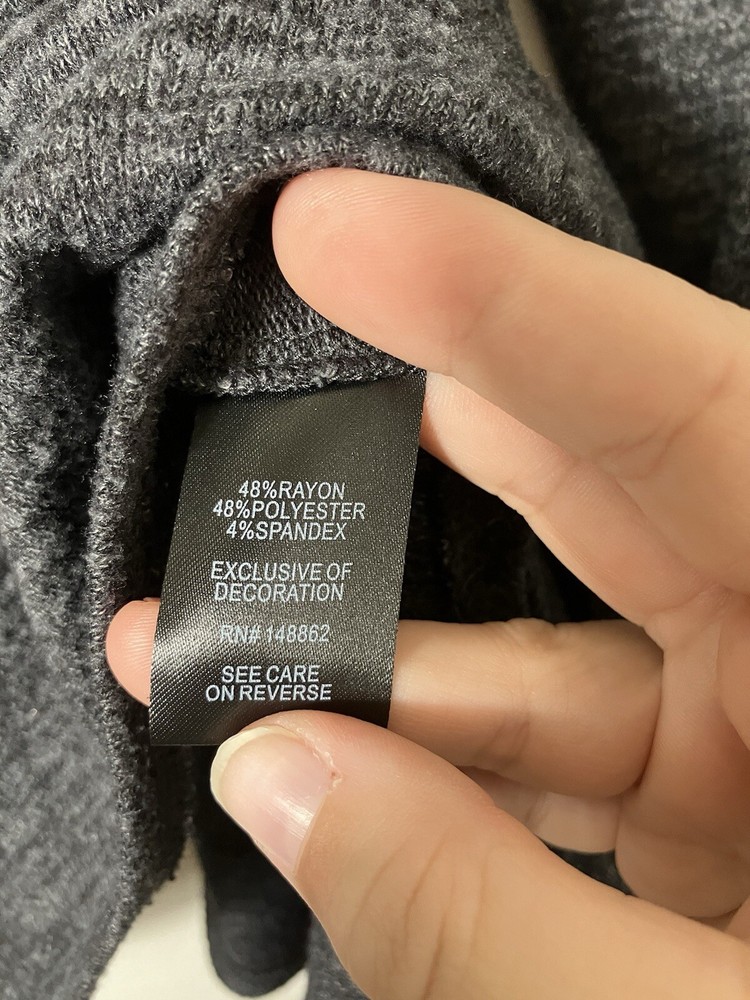 48%RAYON
48%POLYESTER
4%SPANDEX
EXCLUSIVE OF
DECORATION
RN# 148862
SEE CARE
ON REVERSE